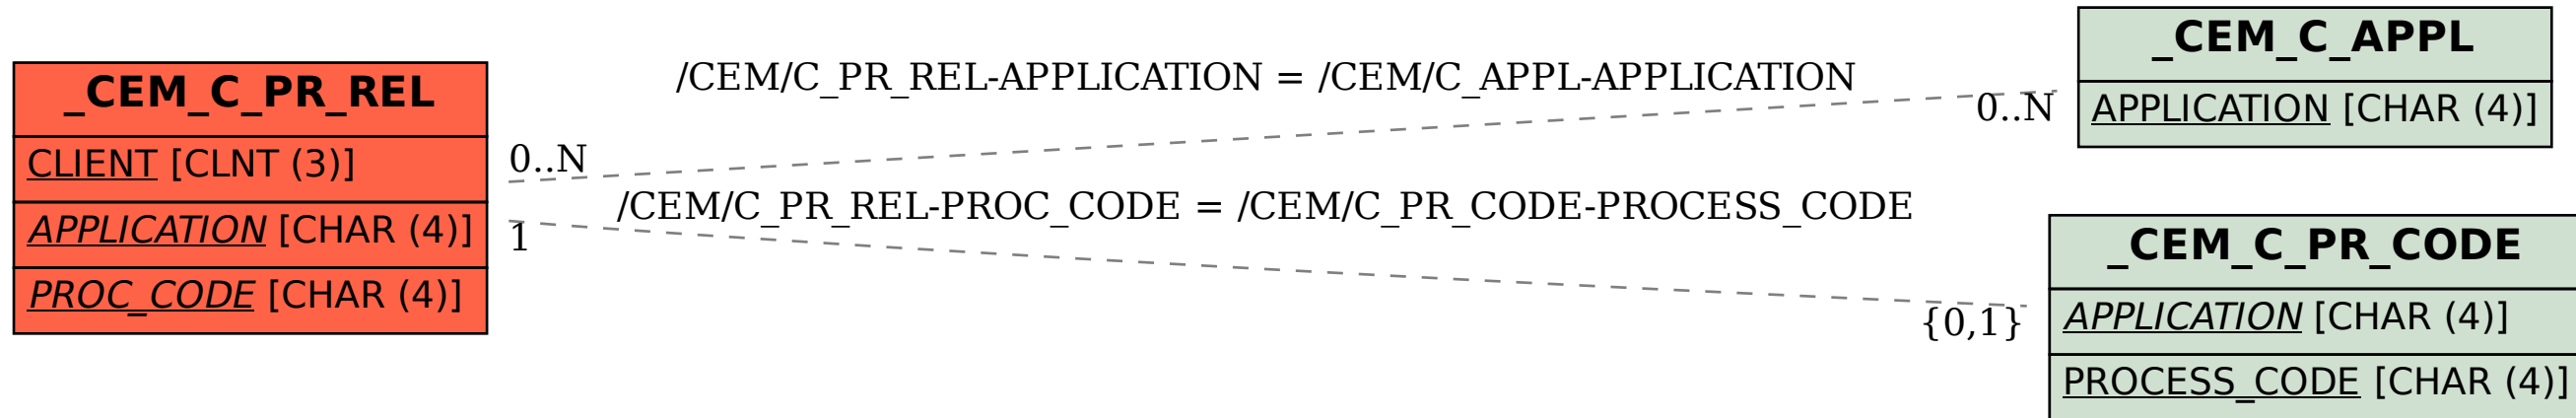 _CEM_C_PR_REL
CLIENT [CLNT (3)]
APPLICATION [CHAR (4)]
PROC_CODE [CHAR (4)]
/CEM/C_PR_REL-APPLICATION = /CEM/C_APPL-APPLICATION
0..N
0..N
/CEM/C_PR_REL-PROC_CODE = /CEM/C_PR_CODE-PROCESS_CODE
1
{0,1}
_CEM_C_APPL
APPLICATION [CHAR (4)]
_CEM_C_PR_CODE
APPLICATION [CHAR (4)]
PROCESS_CODE [CHAR (4)]